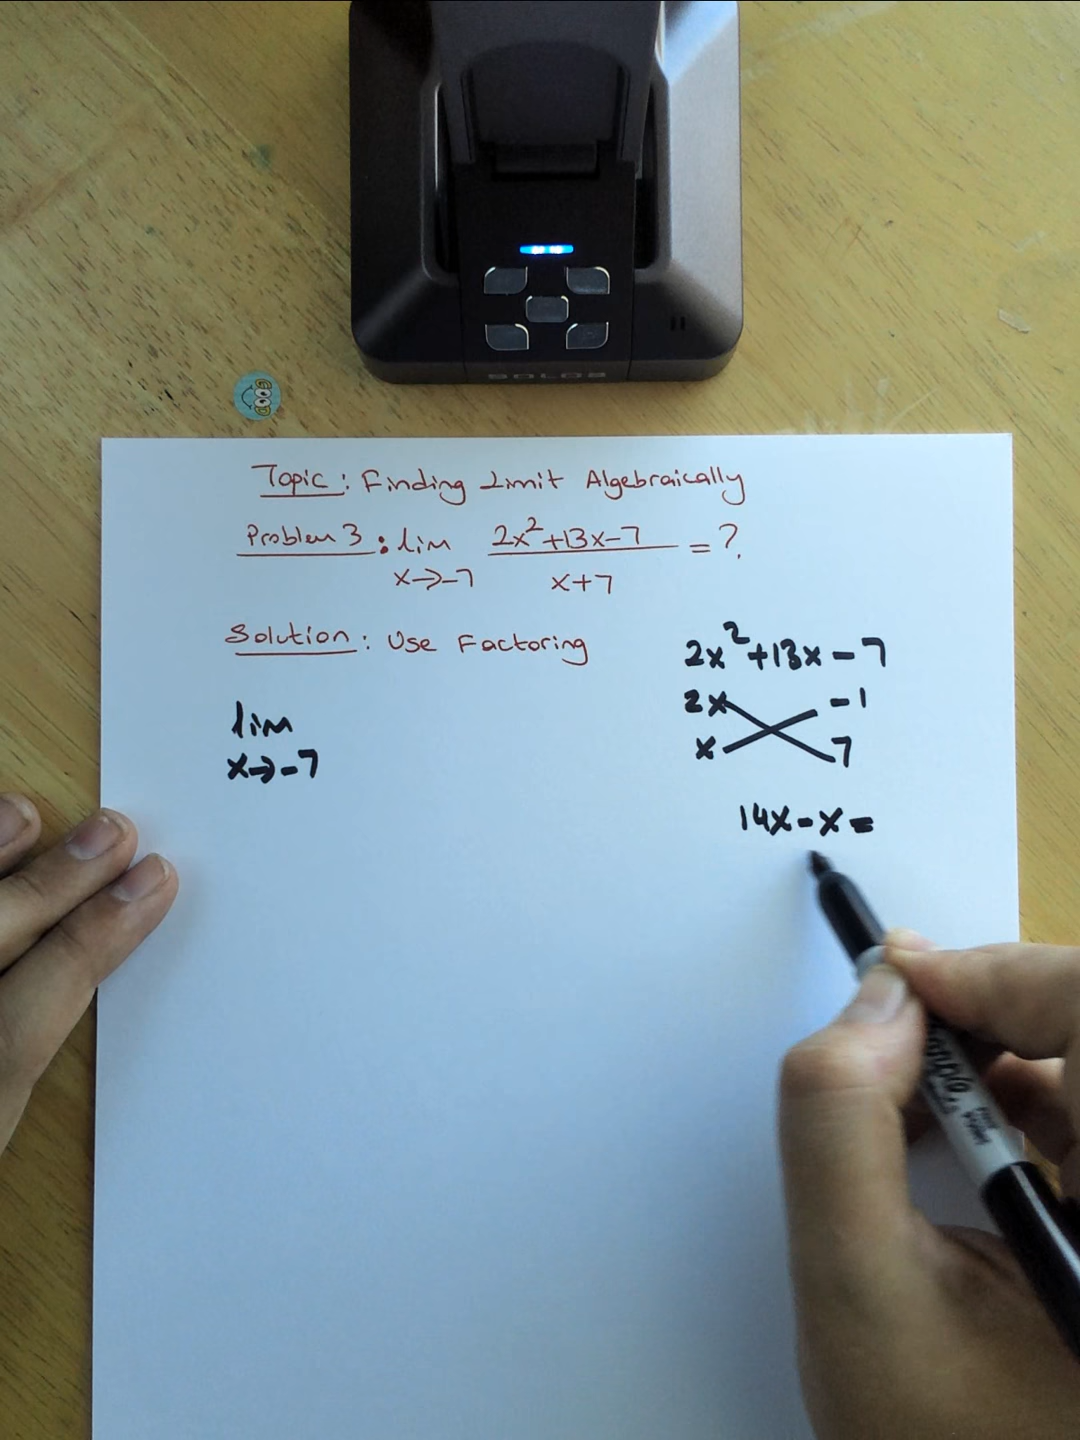 SOLOS
Topic: Finding Limit Algebraically
Problem 3: lim 2x²+13x-7 = ?
x→-7 x+7
Solution: Use Factoring
2x²+13x-7
2x -1
x 7
lim
x→-7
14x-x=